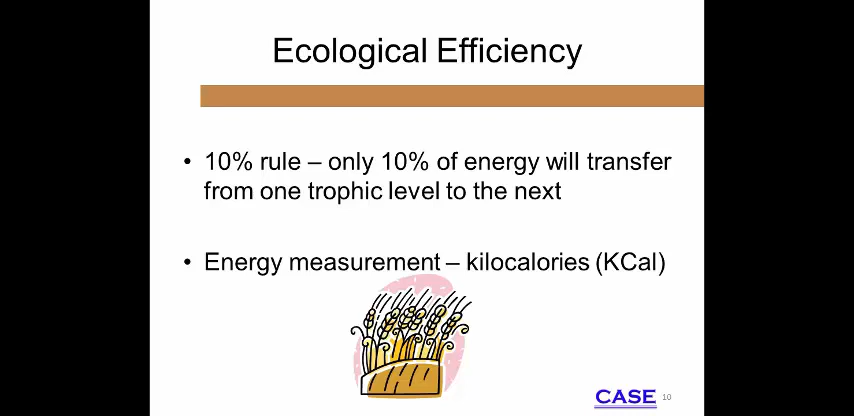 Ecological Efficiency
• 10% rule – only 10% of energy will transfer
from one trophic level to the next
• Energy measurement – kilocalories (KCal)
CASE 10